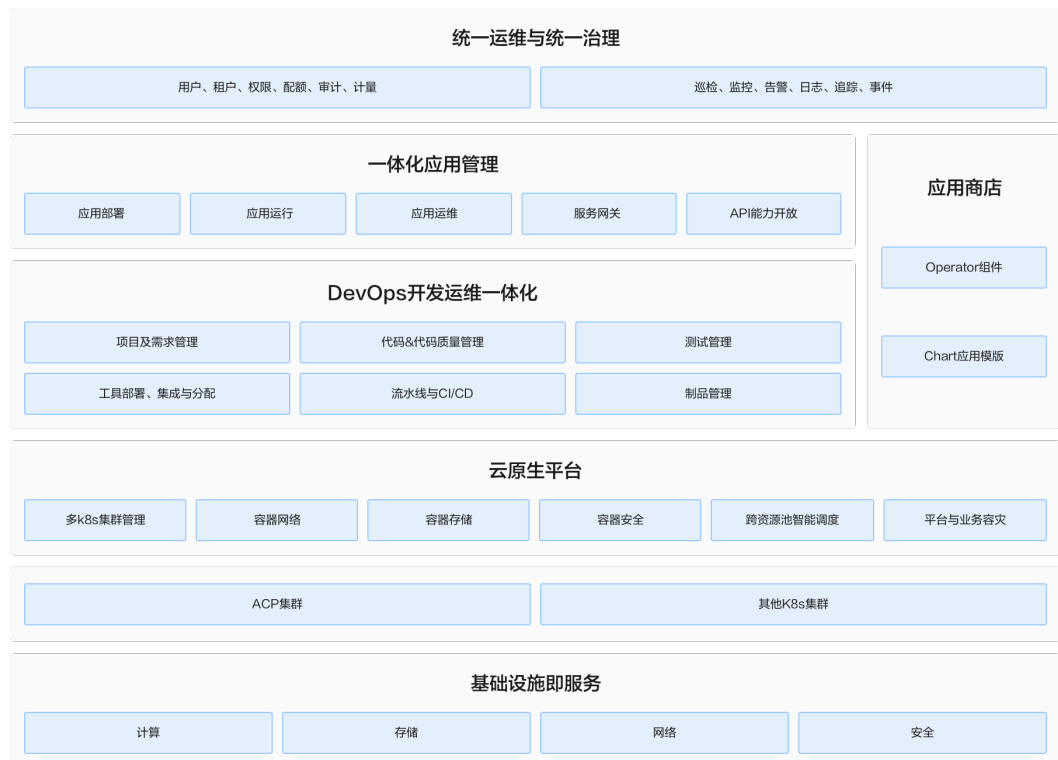 统一运维与统一治理
用户、租户、权限、配额、审计、计量
巡检、监控、告警、日志、追踪、事件
一体化应用管理
应用部署
应用运行
应用运维
服务网关
API能力开放
应用商店
Operator组件
Chart应用模版
DevOps开发运维一体化
项目及需求管理
代码&代码质量管理
测试管理
工具部署、集成与分配
流水线与CI/CD
制品管理
云原生平台
多k8s集群管理
容器网络
容器存储
容器安全
跨资源池智能调度
平台与业务容灾
ACP集群
其他K8s集群
基础设施即服务
计算
存储
网络
安全